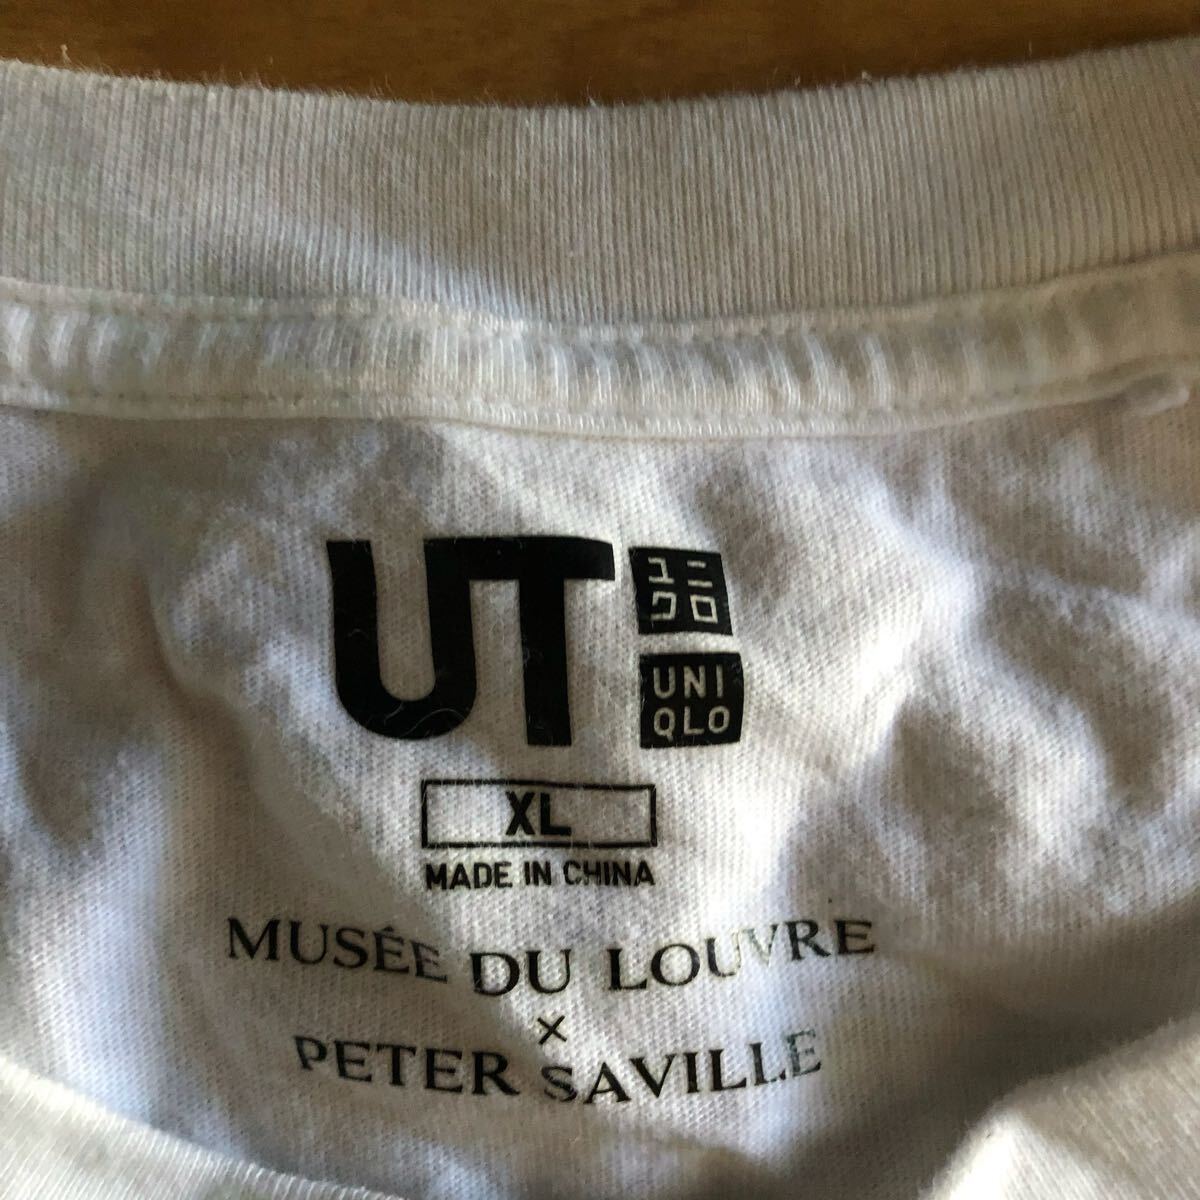 UT
ユニ
クロ
UNI
QLO
XL
MADE IN CHINA
MUSÉE DU LOUVRE
×
PETER SAVILLE